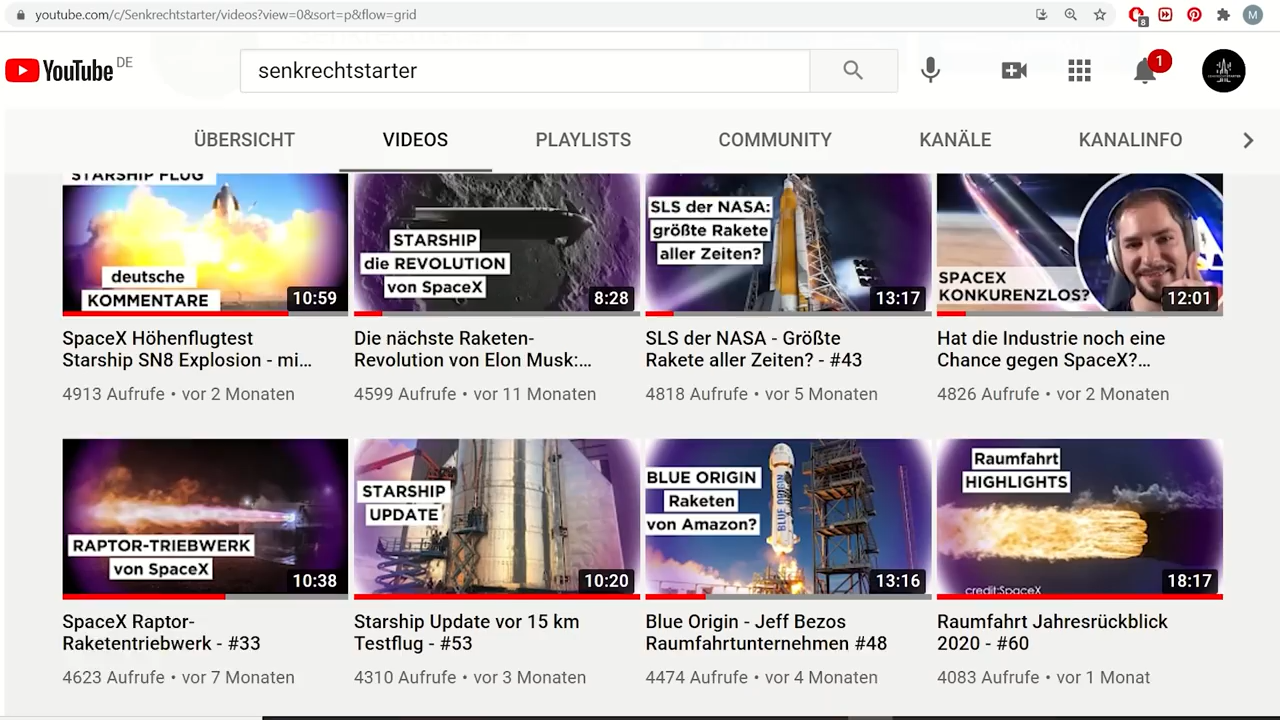 youtube.com/c/Senkrechtstarter/videos?view=0&sort=p&flow=grid
8
M
YouTube DE
senkrechtstarter
1
ÜBERSICHT VIDEOS PLAYLISTS COMMUNITY KANÄLE KANALINFO
STARSHIP FLUG
deutsche
KOMMENTARE
10:59
STARSHIP
die REVOLUTION
von SpaceX
8:28
SLS der NASA:
größte Rakete
aller Zeiten?
13:17
SPACEX
KONKURENZLOS?
12:01
SpaceX Höhenflugtest
Starship SN8 Explosion - mi...
4913 Aufrufe • vor 2 Monaten
Die nächste Raketen-
Revolution von Elon Musk:...
4599 Aufrufe • vor 11 Monaten
SLS der NASA - Größte
Rakete aller Zeiten? - #43
4818 Aufrufe • vor 5 Monaten
Hat die Industrie noch eine
Chance gegen SpaceX?...
4826 Aufrufe • vor 2 Monaten
RAPTOR-TRIEBWERK
von SpaceX
10:38
STARSHIP
UPDATE
10:20
BLUE ORIGIN
Raketen
von Amazon?
BLUE ORIGIN
13:16
Raumfahrt
HIGHLIGHTS
credit:SpaceX
18:17
SpaceX Raptor-
Raketentriebwerk - #33
4623 Aufrufe • vor 7 Monaten
Starship Update vor 15 km
Testflug - #53
4310 Aufrufe • vor 3 Monaten
Blue Origin - Jeff Bezos
Raumfahrtunternehmen #48
4474 Aufrufe • vor 4 Monaten
Raumfahrt Jahresrückblick
2020 - #60
4083 Aufrufe • vor 1 Monat